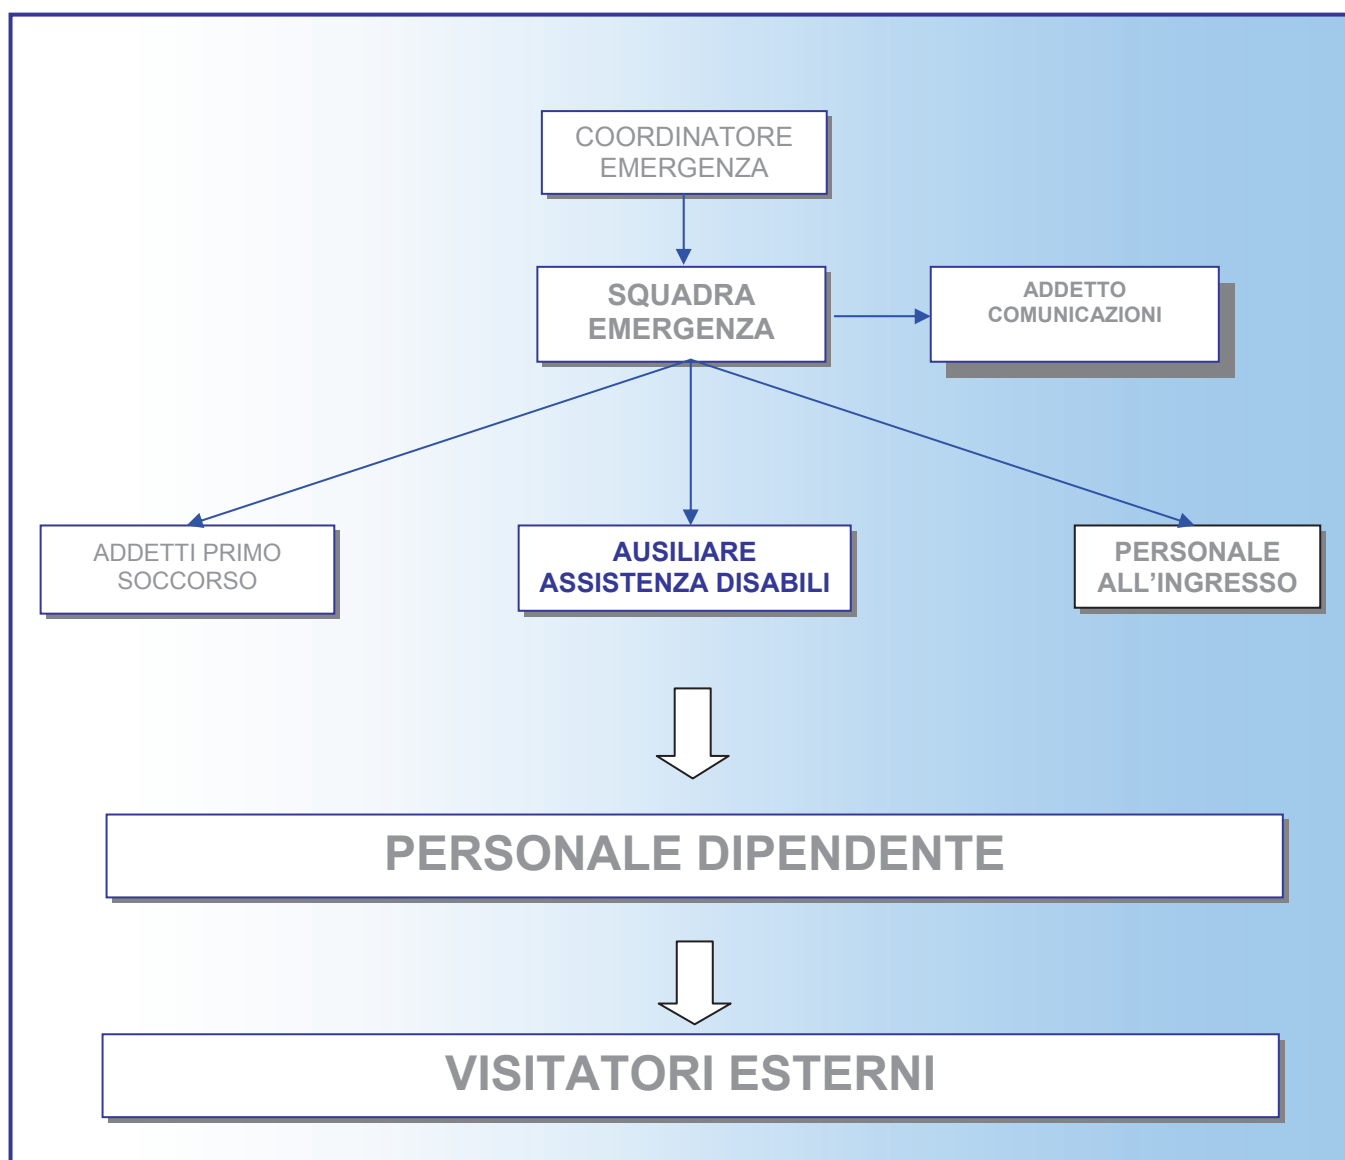 COORDINATORE
EMERGENZA
SQUADRA
EMERGENZA
ADDETTO
COMUNICAZIONI
ADDETTI PRIMO
SOCCORSO
AUSILIARE
ASSISTENZA DISABILI
PERSONALE
ALL'INGRESSO
PERSONALE DIPENDENTE
VISITATORI ESTERNI